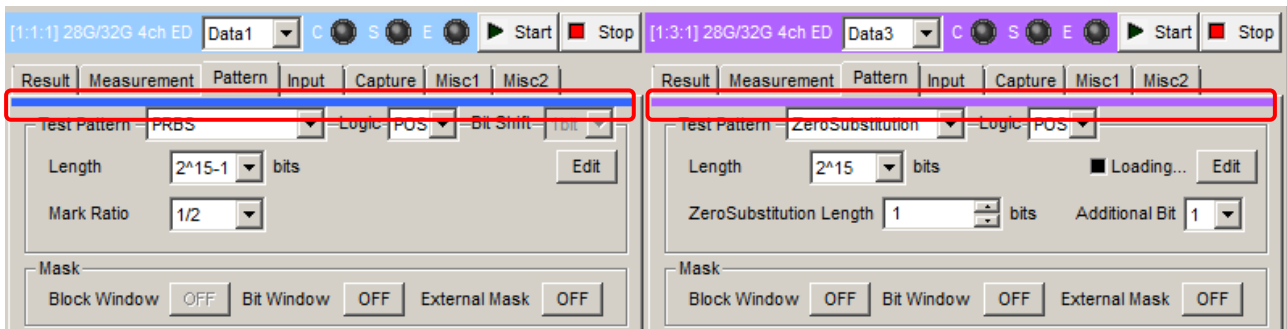 [1:1:1] 28G/32G 4ch ED Data1 C S E Start Stop
Result Measurement Pattern Input Capture Misc1 Misc2
Test Pattern PRBS Logic POS Bit Shift 1bit
Length 2^15-1 bits Edit
Mark Ratio 1/2
Mask
Block Window OFF Bit Window OFF External Mask OFF
[1:3:1] 28G/32G 4ch ED Data3 C S E Start Stop
Result Measurement Pattern Input Capture Misc1 Misc2
Test Pattern ZeroSubstitution Logic POS
Length 2^15 bits Loading... Edit
ZeroSubstitution Length 1 bits Additional Bit 1
Mask
Block Window OFF Bit Window OFF External Mask OFF